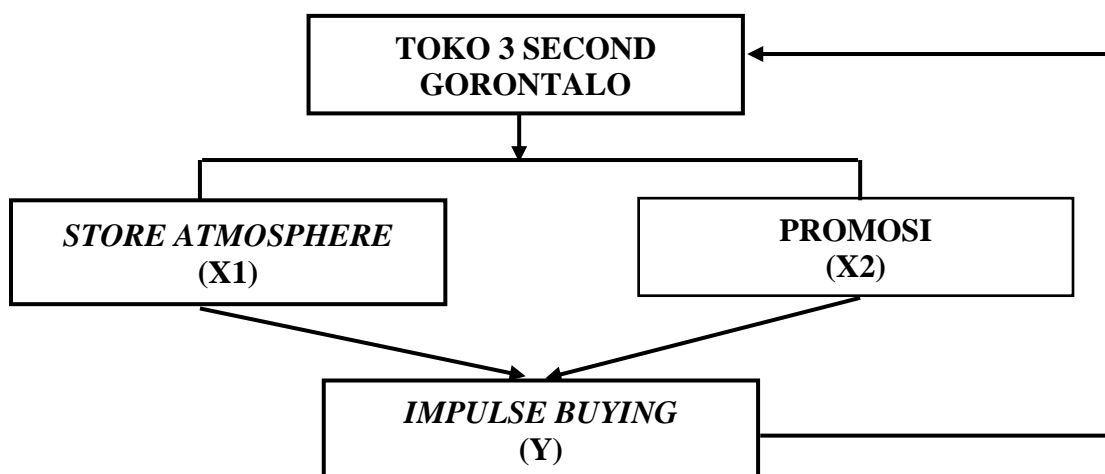 TOKO 3 SECOND
GORONTALO
STORE ATMOSPHERE
(X1)
PROMOSI
(X2)
IMPULSE BUYING
(Y)